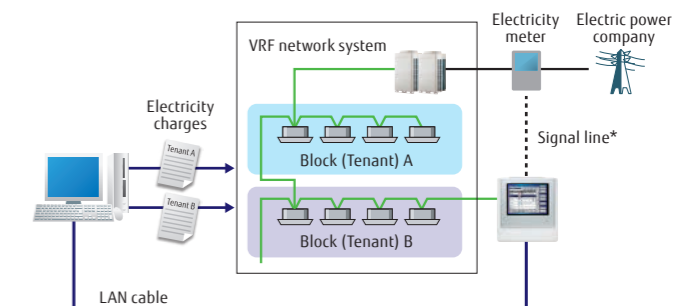 Electricity
meter
Electric power
company
VRF network system
Electricity
charges
Tenant A
Block (Tenant) A
Signal line*
Tenant B
Block (Tenant) B
LAN cable